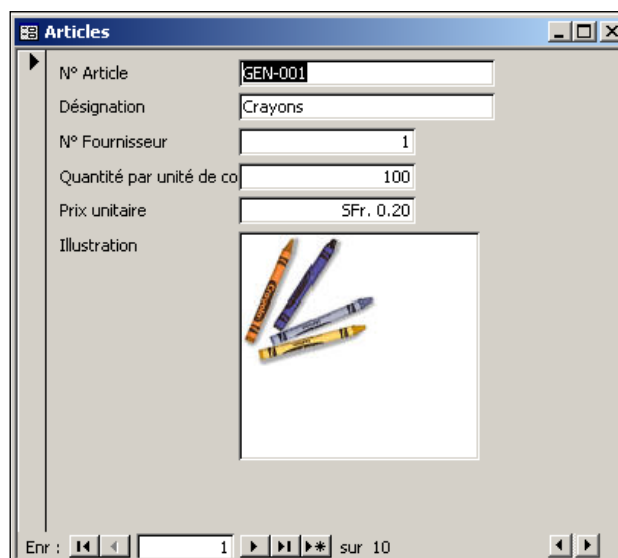 Articles
N° Article GEN-001
Désignation Crayons
N° Fournisseur 1
Quantité par unité de co 100
Prix unitaire SFr. 0.20
Illustration
Crayola
Enr : 1 sur 10